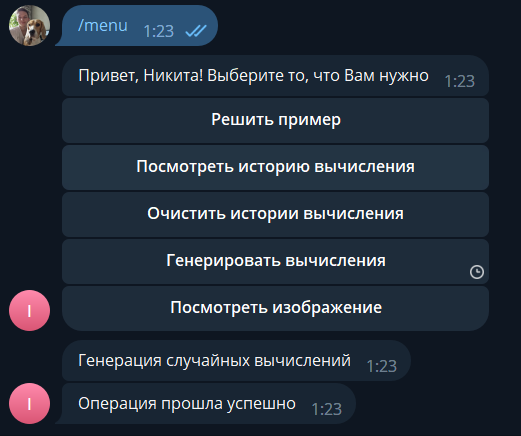 /menu 1:23
Привет, Никита! Выберите то, что Вам нужно 1:23
Решить пример
Посмотреть историю вычисления
Очистить истории вычисления
Генерировать вычисления
Посмотреть изображение
Генерация случайных вычислений 1:23
I Операция прошла успешно 1:23